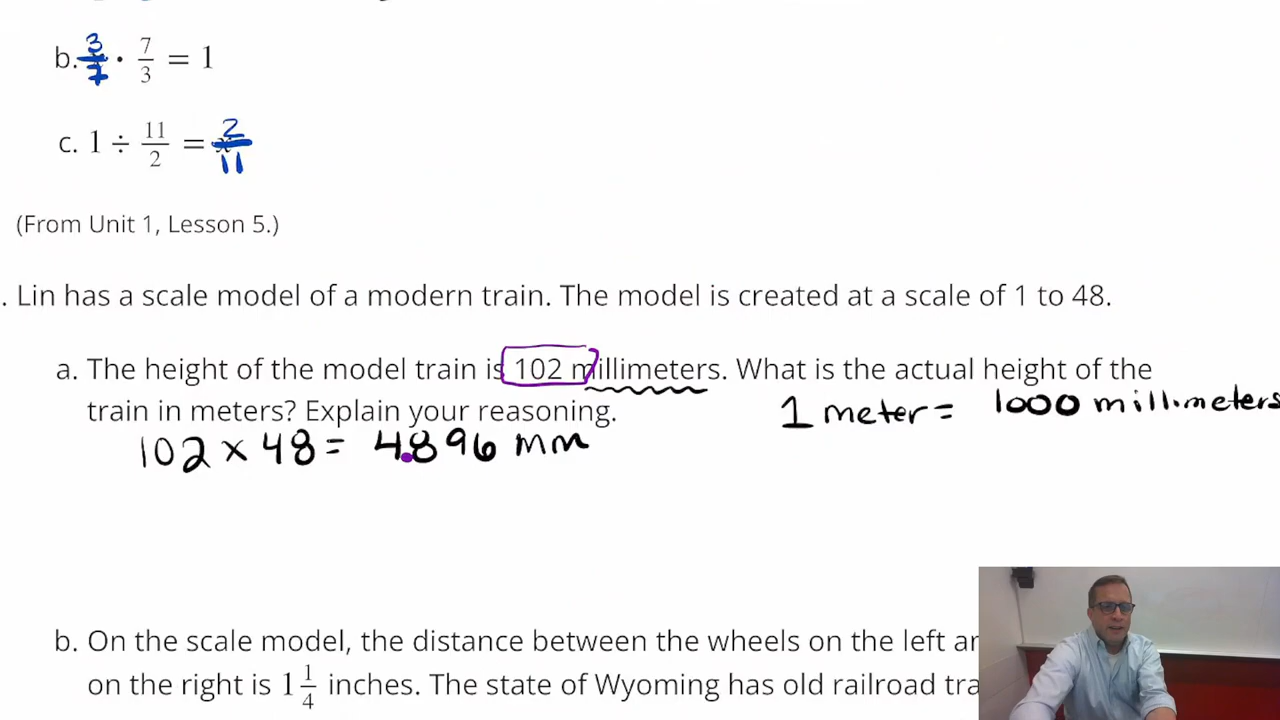 b. 3/7 · 7/3 = 1
c. 1 ÷ 11/2 = 2/11
(From Unit 1, Lesson 5.)
. Lin has a scale model of a modern train. The model is created at a scale of 1 to 48.
a. The height of the model train is 102 millimeters. What is the actual height of the
train in meters? Explain your reasoning.
1 meter = 1000 millimeters
102 x 48 = 4.896 mm
b. On the scale model, the distance between the wheels on the left an
on the right is 1 1/4 inches. The state of Wyoming has old railroad tra